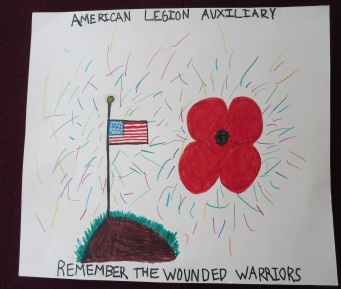 AMERICAN LEGION AUXILIARY
REMEMBER THE WOUNDED WARRIORS